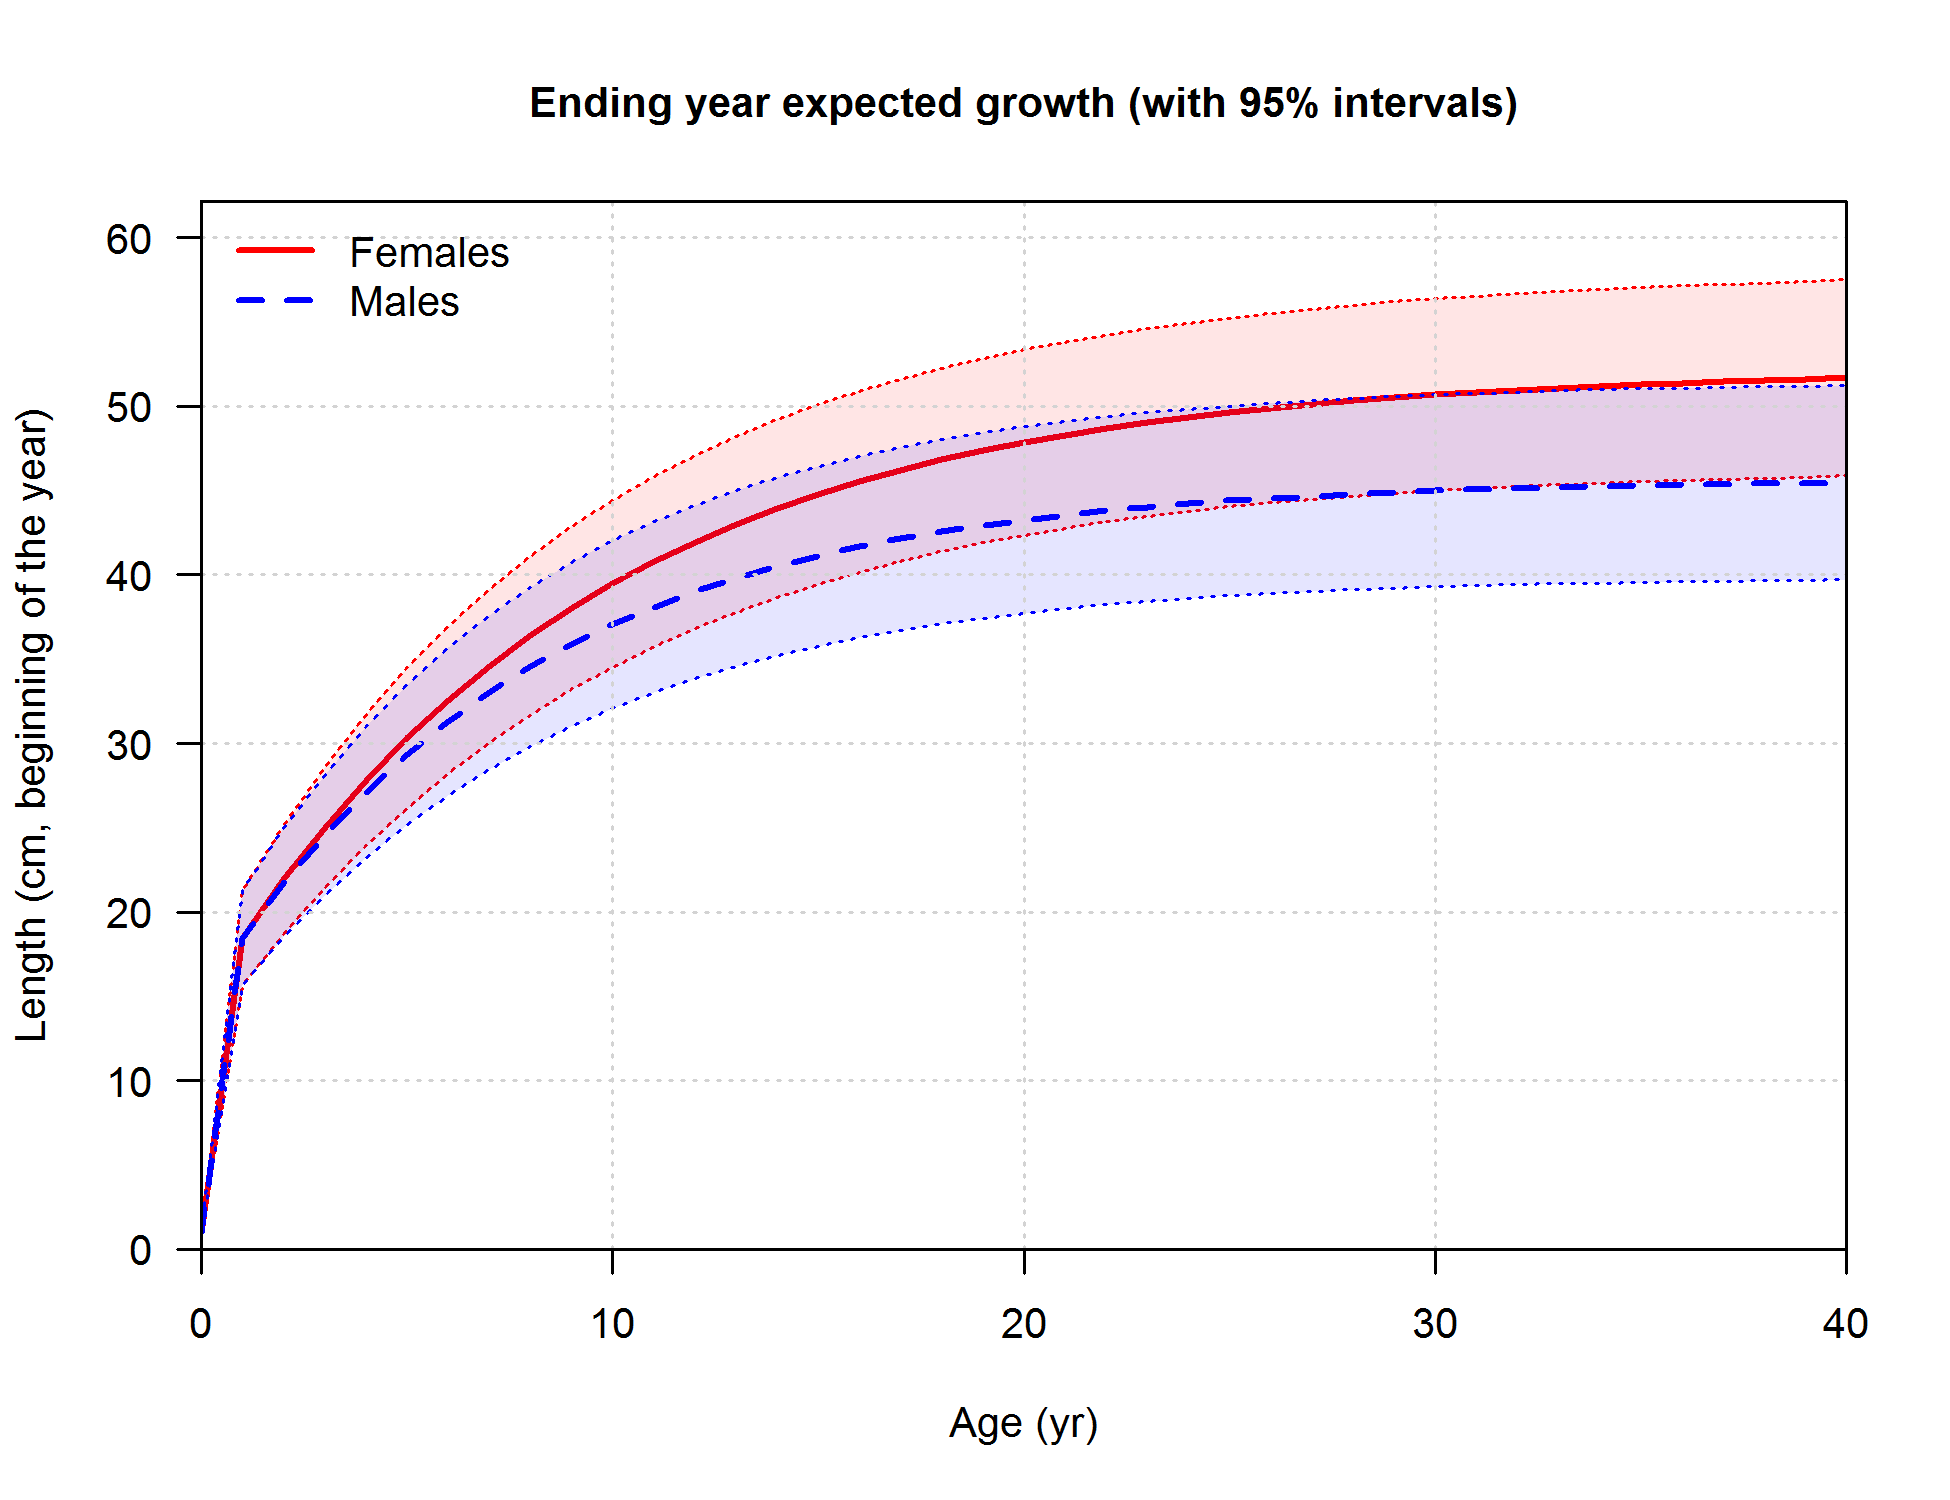 Ending year expected growth (with 95% intervals)
Females
Males
60
50
40
30
20
10
0
Length (cm, beginning of the year)
0 10 20 30 40
Age (yr)